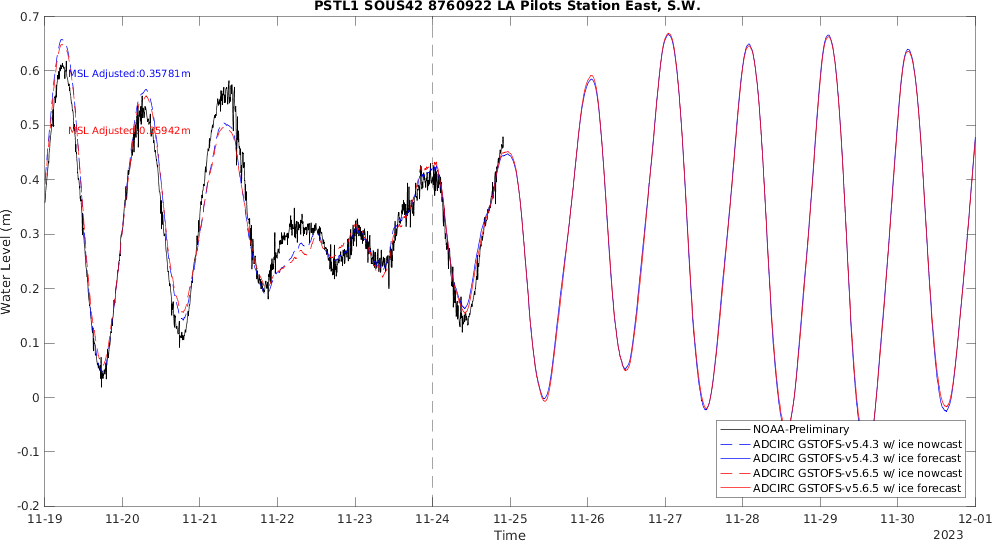 PSTL1 SOUS42 8760922 LA Pilots Station East, S.W.
0.7
0.6
0.5
0.4
0.3
0.2
0.1
0
-0.1
-0.2
Water Level (m)
MSL Adjusted:0.35781m
MSL Adjusted:0.35942m
NOAA-Preliminary
ADCIRC GSTOFS-v5.4.3 w/ ice nowcast
ADCIRC GSTOFS-v5.4.3 w/ ice forecast
ADCIRC GSTOFS-v5.6.5 w/ ice nowcast
ADCIRC GSTOFS-v5.6.5 w/ ice forecast
11-19 11-20 11-21 11-22 11-23 11-24 11-25 11-26 11-27 11-28 11-29 11-30 12-01
Time
2023